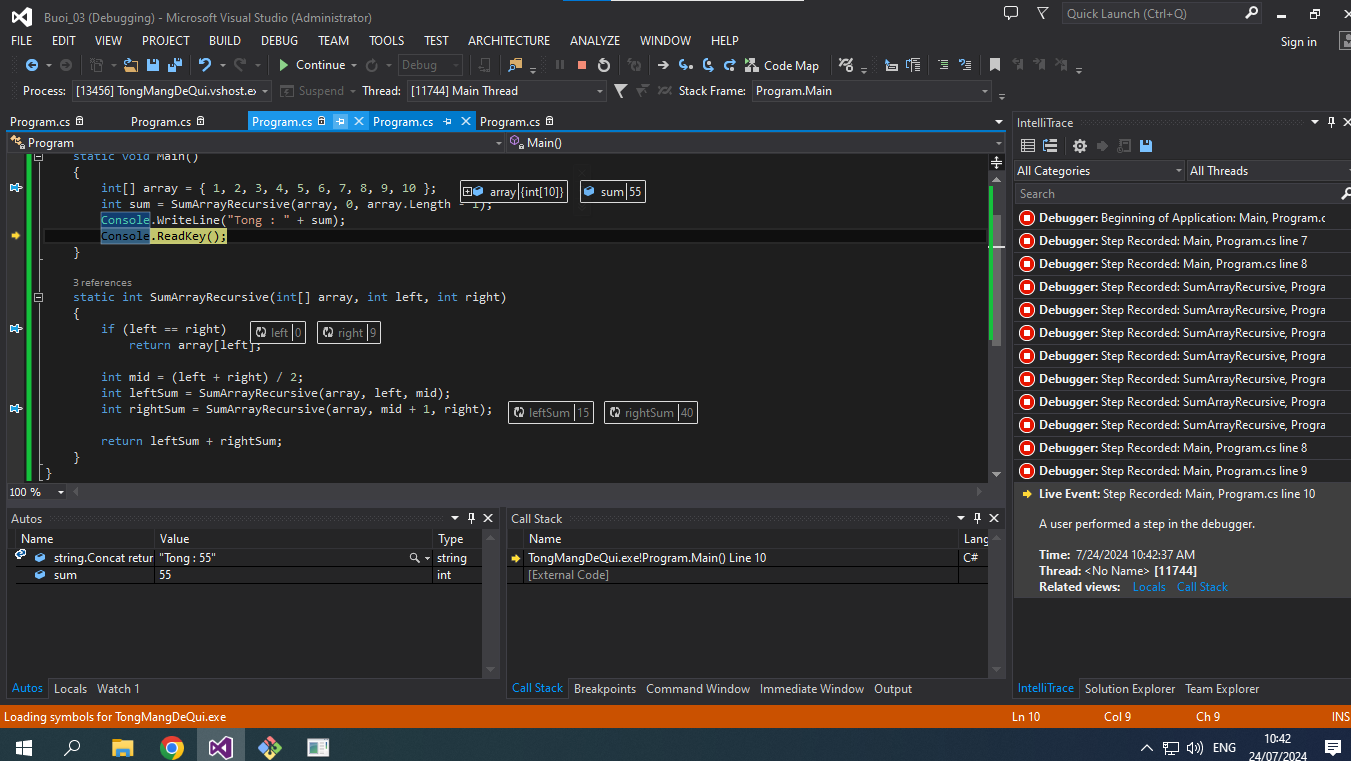 Buoi_03 (Debugging) - Microsoft Visual Studio (Administrator)
Quick Launch (Ctrl+Q)
FILE EDIT VIEW PROJECT BUILD DEBUG TEAM TOOLS TEST ARCHITECTURE ANALYZE WINDOW HELP
Sign in
Continue Debug Code Map
Process: [13456] TongMangDeQui.vshost.ex Suspend Thread: [11744] Main Thread Stack Frame: Program.Main
Program.cs Program.cs Program.cs Program.cs Program.cs
Program Main()
static void Main()
{
int[] array = { 1, 2, 3, 4, 5, 6, 7, 8, 9, 10 }; array {int[10]} sum 55
int sum = SumArrayRecursive(array, 0, array.Length - 1);
Console.WriteLine("Tong : " + sum);
Console.ReadKey();
}
3 references
static int SumArrayRecursive(int[] array, int left, int right)
{
if (left == right) left 0 right 9
return array[left];
int mid = (left + right) / 2;
int leftSum = SumArrayRecursive(array, left, mid);
int rightSum = SumArrayRecursive(array, mid + 1, right); leftSum 15 rightSum 40
return leftSum + rightSum;
}
}
100 %
Autos
Name Value Type
string.Concat retur "Tong : 55" string
sum 55 int
Autos Locals Watch 1
Call Stack
Name Lang
TongMangDeQui.exe!Program.Main() Line 10 C#
[External Code]
Call Stack Breakpoints Command Window Immediate Window Output
IntelliTrace
All Categories All Threads
Search
Debugger: Beginning of Application: Main, Program.c
Debugger: Step Recorded: Main, Program.cs line 7
Debugger: Step Recorded: Main, Program.cs line 8
Debugger: Step Recorded: SumArrayRecursive, Progra
Debugger: Step Recorded: SumArrayRecursive, Progra
Debugger: Step Recorded: SumArrayRecursive, Progra
Debugger: Step Recorded: SumArrayRecursive, Progra
Debugger: Step Recorded: SumArrayRecursive, Progra
Debugger: Step Recorded: SumArrayRecursive, Progra
Debugger: Step Recorded: SumArrayRecursive, Progra
Debugger: Step Recorded: Main, Program.cs line 8
Debugger: Step Recorded: Main, Program.cs line 9
Live Event: Step Recorded: Main, Program.cs line 10
A user performed a step in the debugger.
Time: 7/24/2024 10:42:37 AM
Thread: <No Name> [11744]
Related views: Locals Call Stack
IntelliTrace Solution Explorer Team Explorer
Loading symbols for TongMangDeQui.exe Ln 10 Col 9 Ch 9 INS
ENG
10:42
24/07/2024